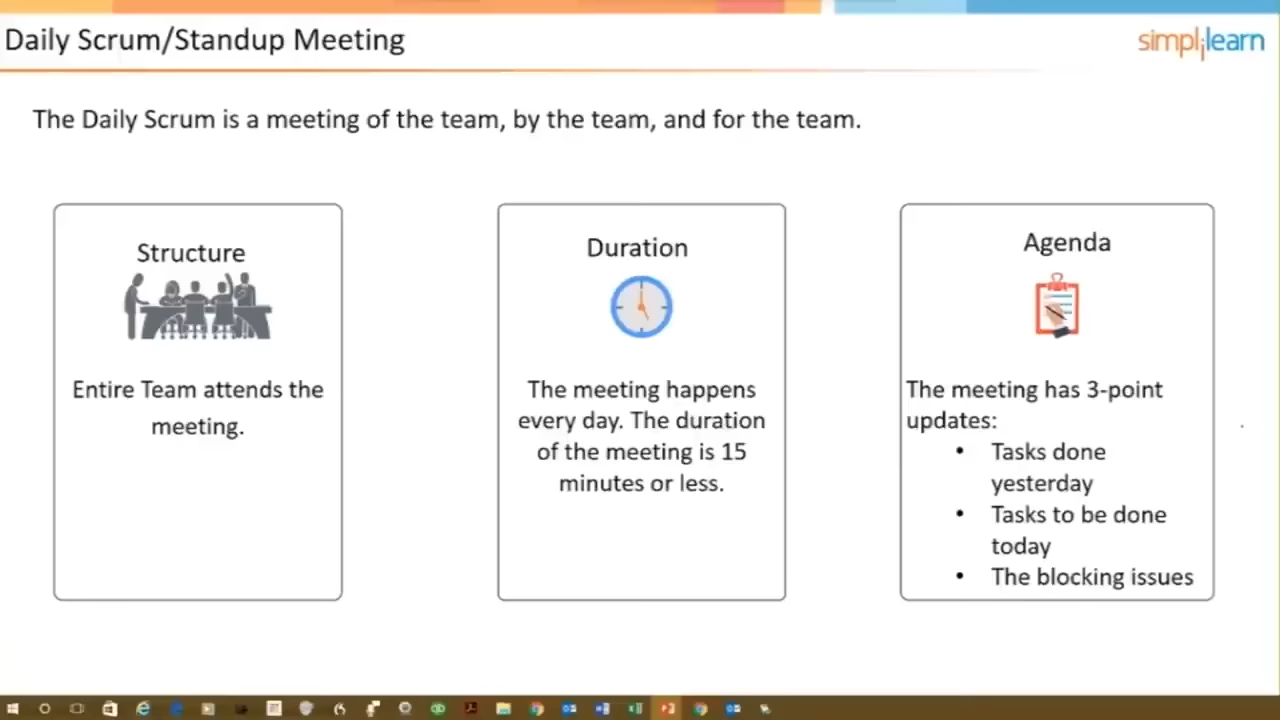 Daily Scrum/Standup Meeting
simplilearn
The Daily Scrum is a meeting of the team, by the team, and for the team.
Structure
Entire Team attends the
meeting.
Duration
The meeting happens
every day. The duration
of the meeting is 15
minutes or less.
Agenda
The meeting has 3-point
updates:
• Tasks done
yesterday
• Tasks to be done
today
• The blocking issues